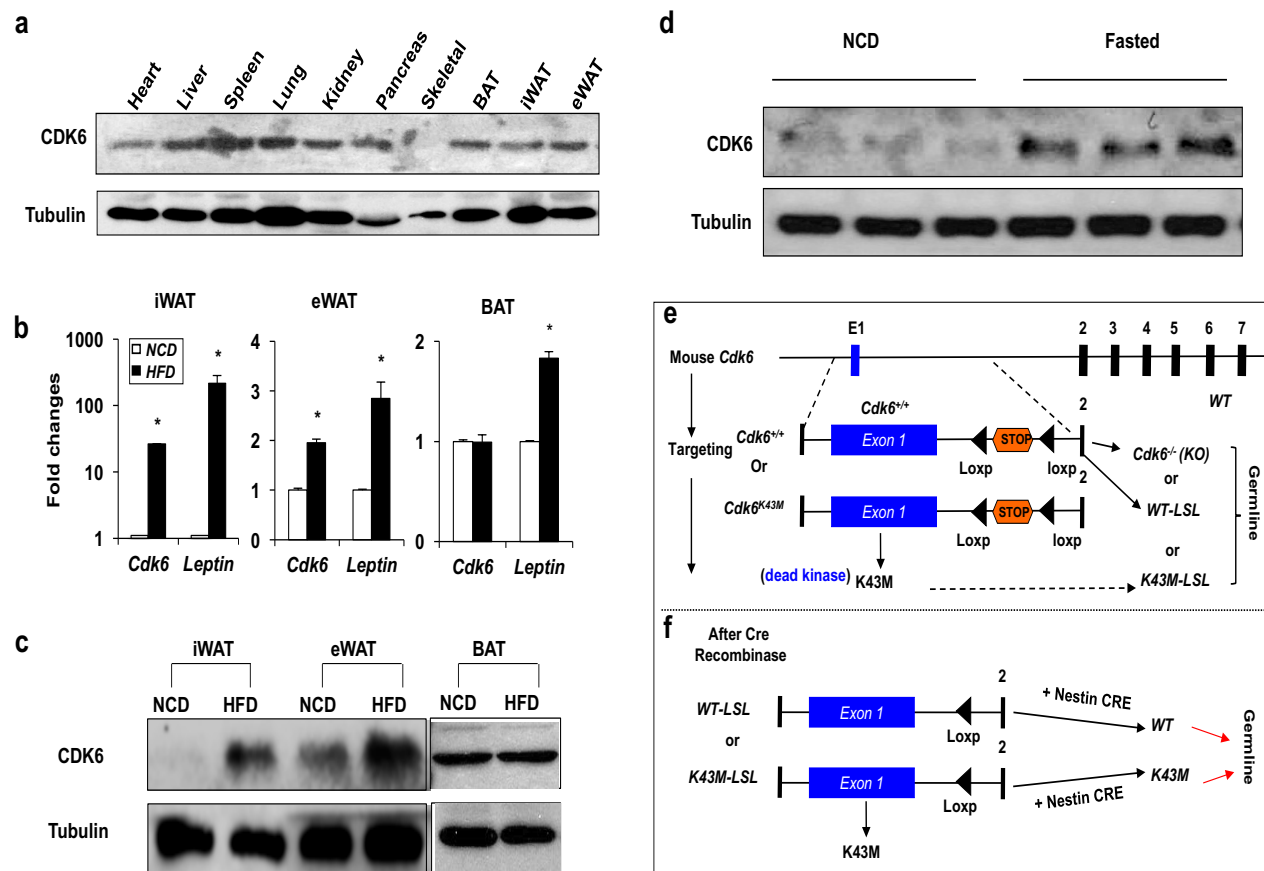 a
Heart Liver Spleen Lung Kidney Pancreas Skeletal BAT iWAT eWAT
CDK6
Tubulin
b
iWAT eWAT BAT
Fold changes
1000
100
10
1
NCD
HFD
*
*
Cdk6 Leptin
4
3
2
1
0
*
*
Cdk6 Leptin
2
1
0
*
Cdk6 Leptin
c
iWAT eWAT BAT
NCD HFD NCD HFD NCD HFD
CDK6
Tubulin
d
NCD Fasted
CDK6
Tubulin
e
E1 2 3 4 5 6 7
Mouse Cdk6
WT
Cdk6+/+
2
Targeting
Cdk6+/+
Exon 1
STOP
Loxp loxp
Or
Cdk6-/- (KO)
or
2
Cdk6K43M
Exon 1
STOP
Loxp loxp
WT-LSL
or
K43M-LSL
Germline
(dead kinase)
K43M
f
After Cre
Recombinase
2
WT-LSL
Exon 1
Loxp
+ Nestin CRE
WT
or
2
K43M-LSL
Exon 1
Loxp
+ Nestin CRE
K43M
Germline
K43M